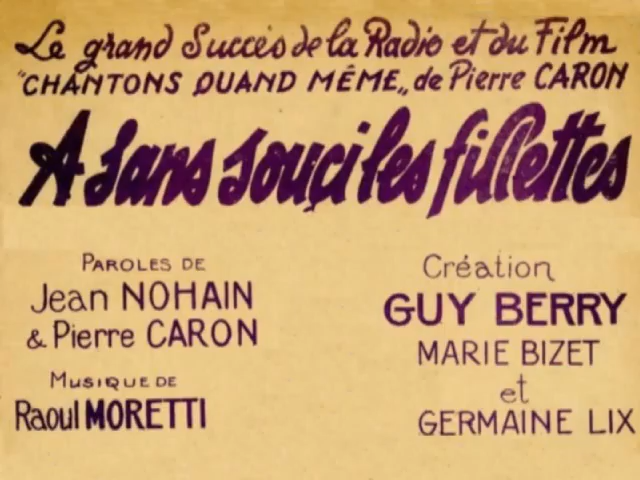 Le grand Succès de la Radio et du Film
"CHANTONS QUAND MÊME„ de Pierre CARON
A Sans souçi les fillettes
PAROLES DE
Jean NOHAIN
& Pierre CARON
MUSIQUE DE
Raoul MORETTI
Création
GUY BERRY
MARIE BIZET
et
GERMAINE LIX